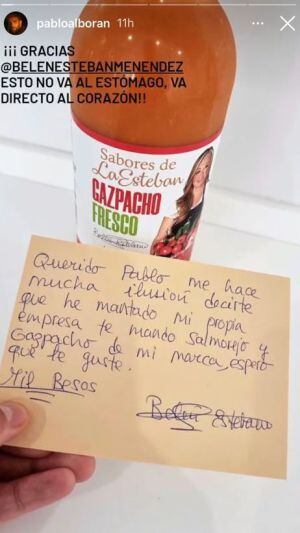 pabloalboran 11h
¡¡¡ GRACIAS
@BELENESTEBANMENENDEZ
ESTO NO VA AL ESTÓMAGO, VA
DIRECTO AL CORAZÓN!!
Sabores de
LaEsteban
GAZPACHO
FRESCO
Querido Pablo me hace
mucha ilusión decirte
que he montado mi propia
empresa te mando salmorejo y
Gazpacho de mi marca, espero
que te guste.
Mil Besos
Belén Esteban